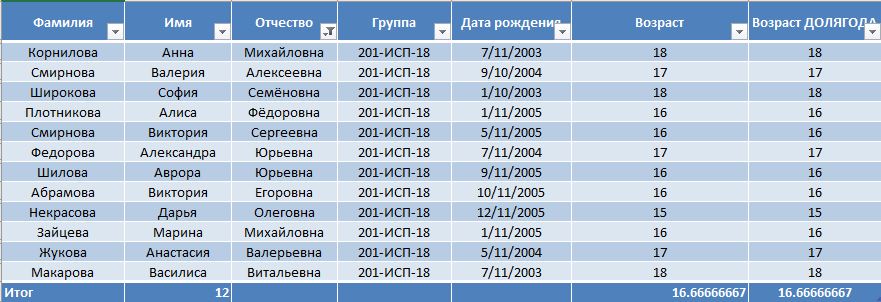 Фамилия Имя Отчество Группа Дата рождения Возраст Возраст ДОЛЯГОДА
Корнилова Анна Михайловна 201-ИСП-18 7/11/2003 18 18
Смирнова Валерия Алексеевна 201-ИСП-18 9/10/2004 17 17
Широкова София Семёновна 201-ИСП-18 1/10/2003 18 18
Плотникова Алиса Фёдоровна 201-ИСП-18 1/11/2005 16 16
Смирнова Виктория Сергеевна 201-ИСП-18 5/11/2005 16 16
Федорова Александра Юрьевна 201-ИСП-18 7/11/2004 17 17
Шилова Аврора Юрьевна 201-ИСП-18 9/11/2005 16 16
Абрамова Виктория Егоровна 201-ИСП-18 10/11/2005 16 16
Некрасова Дарья Олеговна 201-ИСП-18 12/11/2005 15 15
Зайцева Марина Михайловна 201-ИСП-18 1/11/2005 16 16
Жукова Анастасия Валерьевна 201-ИСП-18 5/11/2004 17 17
Макарова Василиса Витальевна 201-ИСП-18 7/11/2003 18 18
Итог 12 16.66666667 16.66666667